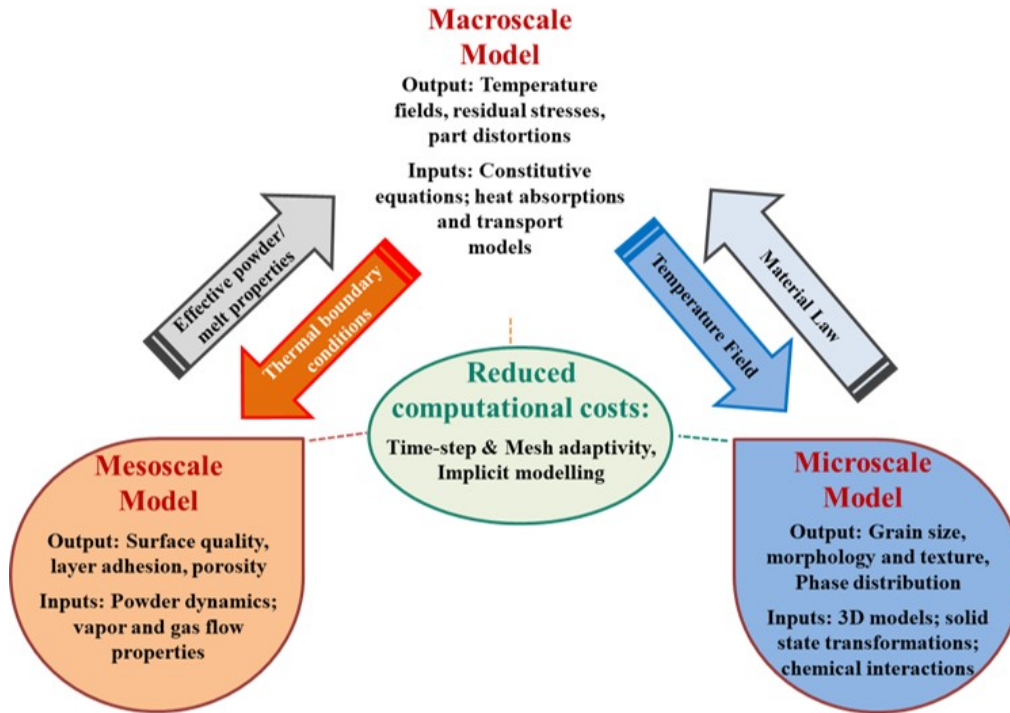 Macroscale
Model
Output: Temperature
fields, residual stresses,
part distortions
Inputs: Constitutive
equations; heat absorptions
and transport
models
Effective powder/
melt properties
Thermal boundary
conditions
Temperature Field
Material Law
Reduced
computational costs:
Time-step & Mesh adaptivity,
Implicit modelling
Mesoscale
Model
Output: Surface quality,
layer adhesion, porosity
Inputs: Powder dynamics;
vapor and gas flow
properties
Microscale
Model
Output: Grain size,
morphology and texture,
Phase distribution
Inputs: 3D models; solid
state transformations;
chemical interactions